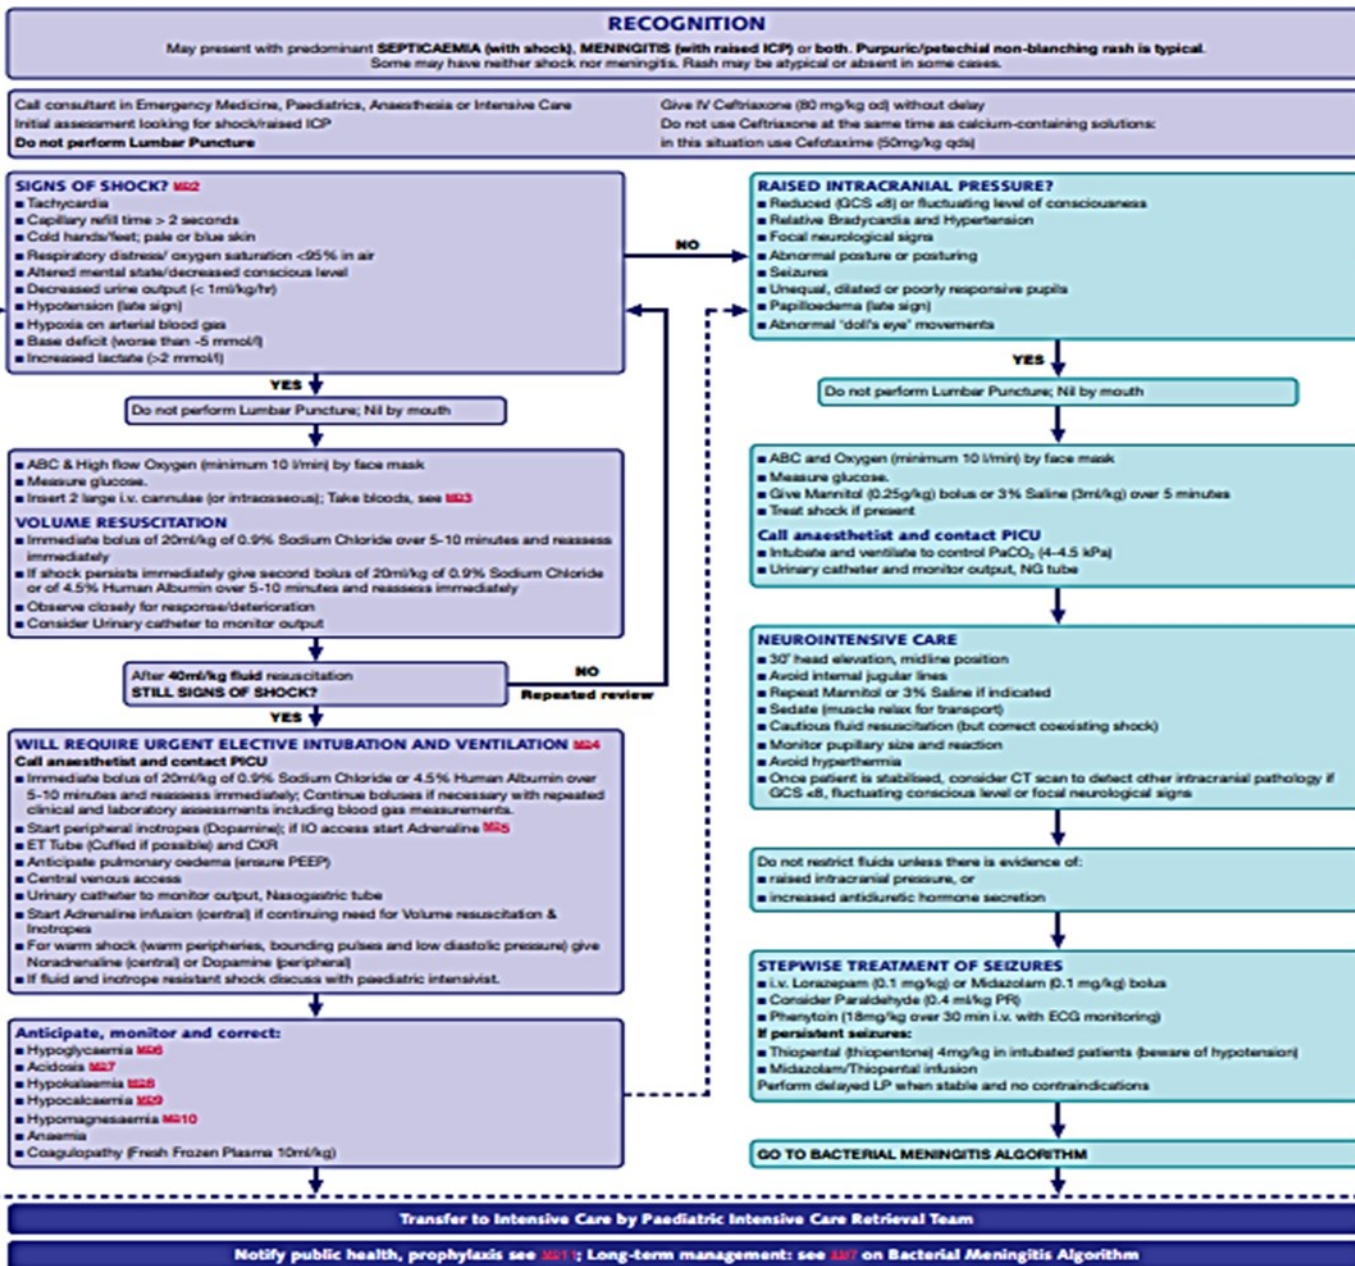 RECOGNITION
May present with predominant SEPTICAEMIA (with shock), MENINGITIS (with raised ICP) or both. Purpuric/petechial non-blanching rash is typical.
Some may have neither shock nor meningitis. Rash may be atypical or absent in some cases.
Call consultant in Emergency Medicine, Paediatrics, Anaesthesia or Intensive Care
Initial assessment looking for shock/raised ICP
Do not perform Lumbar Puncture
Give IV Ceftriaxone (80 mg/kg od) without delay
Do not use Ceftriaxone at the same time as calcium-containing solutions:
in this situation use Cefotaxime (50mg/kg qds)
SIGNS OF SHOCK?
■ Tachycardia
■ Capillary refill time > 2 seconds
■ Cold hands/feet; pale or blue skin
■ Respiratory distress/ oxygen saturation <95% in air
■ Altered mental state/decreased conscious level
■ Decreased urine output (< 1ml/kg/hr)
■ Hypotension (late sign)
■ Hypoxia on arterial blood gas
■ Base deficit (worse than -5 mmol/l)
■ Increased lactate (>2 mmol/l)
NO
YES
Do not perform Lumbar Puncture; Nil by mouth
■ ABC & High flow Oxygen (minimum 10 l/min) by face mask
■ Measure glucose.
■ Insert 2 large i.v. cannulae (or intraosseous); Take bloods, see
VOLUME RESUSCITATION
■ Immediate bolus of 20ml/kg of 0.9% Sodium Chloride over 5-10 minutes and reassess
immediately
■ If shock persists immediately give second bolus of 20ml/kg of 0.9% Sodium Chloride
or of 4.5% Human Albumin over 5-10 minutes and reassess immediately
■ Observe closely for response/deterioration
■ Consider Urinary catheter to monitor output
After 40ml/kg fluid resuscitation
STILL SIGNS OF SHOCK?
NO
Repeated review
YES
WILL REQUIRE URGENT ELECTIVE INTUBATION AND VENTILATION
Call anaesthetist and contact PICU
■ Immediate bolus of 20ml/kg of 0.9% Sodium Chloride or 4.5% Human Albumin over
5-10 minutes and reassess immediately; Continue boluses if necessary with repeated
clinical and laboratory assessments including blood gas measurements.
■ Start peripheral inotropes (Dopamine); if IO access start Adrenaline
■ ET Tube (Cuffed if possible) and CXR
■ Anticipate pulmonary oedema (ensure PEEP)
■ Central venous access
■ Urinary catheter to monitor output, Nasogastric tube
■ Start Adrenaline infusion (central) if continuing need for Volume resuscitation &
Inotropes
■ For warm shock (warm peripheries, bounding pulses and low diastolic pressure) give
Noradrenaline (central) or Dopamine (peripheral)
■ If fluid and inotrope resistant shock discuss with paediatric intensivist.
Anticipate, monitor and correct:
■ Hypoglycaemia
■ Acidosis
■ Hypokalaemia
■ Hypocalcaemia
■ Hypomagnesaemia
■ Anaemia
■ Coagulopathy (Fresh Frozen Plasma 10ml/kg)
RAISED INTRACRANIAL PRESSURE?
■ Reduced (GCS <8) or fluctuating level of consciousness
■ Relative Bradycardia and Hypertension
■ Focal neurological signs
■ Abnormal posture or posturing
■ Seizures
■ Unequal, dilated or poorly responsive pupils
■ Papilloedema (late sign)
■ Abnormal "doll's eye" movements
YES
Do not perform Lumbar Puncture; Nil by mouth
■ ABC and Oxygen (minimum 10 l/min) by face mask
■ Measure glucose.
■ Give Mannitol (0.25g/kg) bolus or 3% Saline (3ml/kg) over 5 minutes
■ Treat shock if present
Call anaesthetist and contact PICU
■ Intubate and ventilate to control PaCO₂ (4-4.5 kPa)
■ Urinary catheter and monitor output, NG tube
NEUROINTENSIVE CARE
■ 30° head elevation, midline position
■ Avoid internal jugular lines
■ Repeat Mannitol or 3% Saline if indicated
■ Sedate (muscle relax for transport)
■ Cautious fluid resuscitation (but correct coexisting shock)
■ Monitor pupillary size and reaction
■ Avoid hyperthermia
■ Once patient is stabilised, consider CT scan to detect other intracranial pathology if
GCS <8, fluctuating conscious level or focal neurological signs
Do not restrict fluids unless there is evidence of:
■ raised intracranial pressure, or
■ increased antidiuretic hormone secretion
STEPWISE TREATMENT OF SEIZURES
■ i.v. Lorazepam (0.1 mg/kg) or Midazolam (0.1 mg/kg) bolus
■ Consider Paraldehyde (0.4 ml/kg PR)
■ Phenytoin (18mg/kg over 30 min i.v. with ECG monitoring)
If persistent seizures:
■ Thiopental (thiopentone) 4mg/kg in intubated patients (beware of hypotension)
■ Midazolam/Thiopental infusion
Perform delayed LP when stable and no contraindications
GO TO BACTERIAL MENINGITIS ALGORITHM
Transfer to Intensive Care by Paediatric Intensive Care Retrieval Team
Notify public health, prophylaxis see ; Long-term management: see on Bacterial Meningitis Algorithm